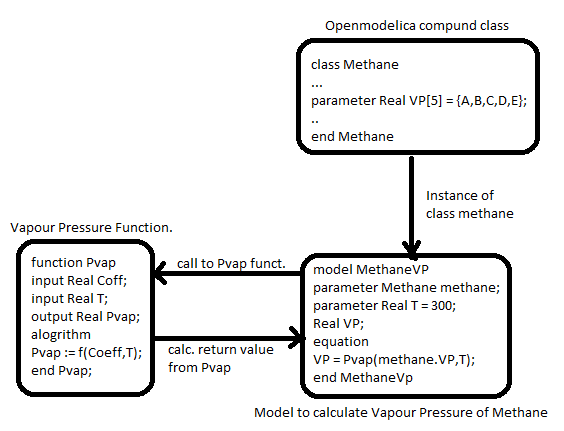 Openmodelica compund class
class Methane
...
parameter Real VP[5] = {A,B,C,D,E};
..
end Methane
Instance of
class methane
Vapour Pressure Function.
function Pvap
input Real Coff;
input Real T;
output Real Pvap;
alogrithm
Pvap := f(Coeff,T);
end Pvap;
call to Pvap funct.
calc. return value
from Pvap
model MethaneVP
parameter Methane methane;
parameter Real T = 300;
Real VP;
equation
VP = Pvap(methane.VP,T);
end MethaneVp
Model to calculate Vapour Pressure of Methane